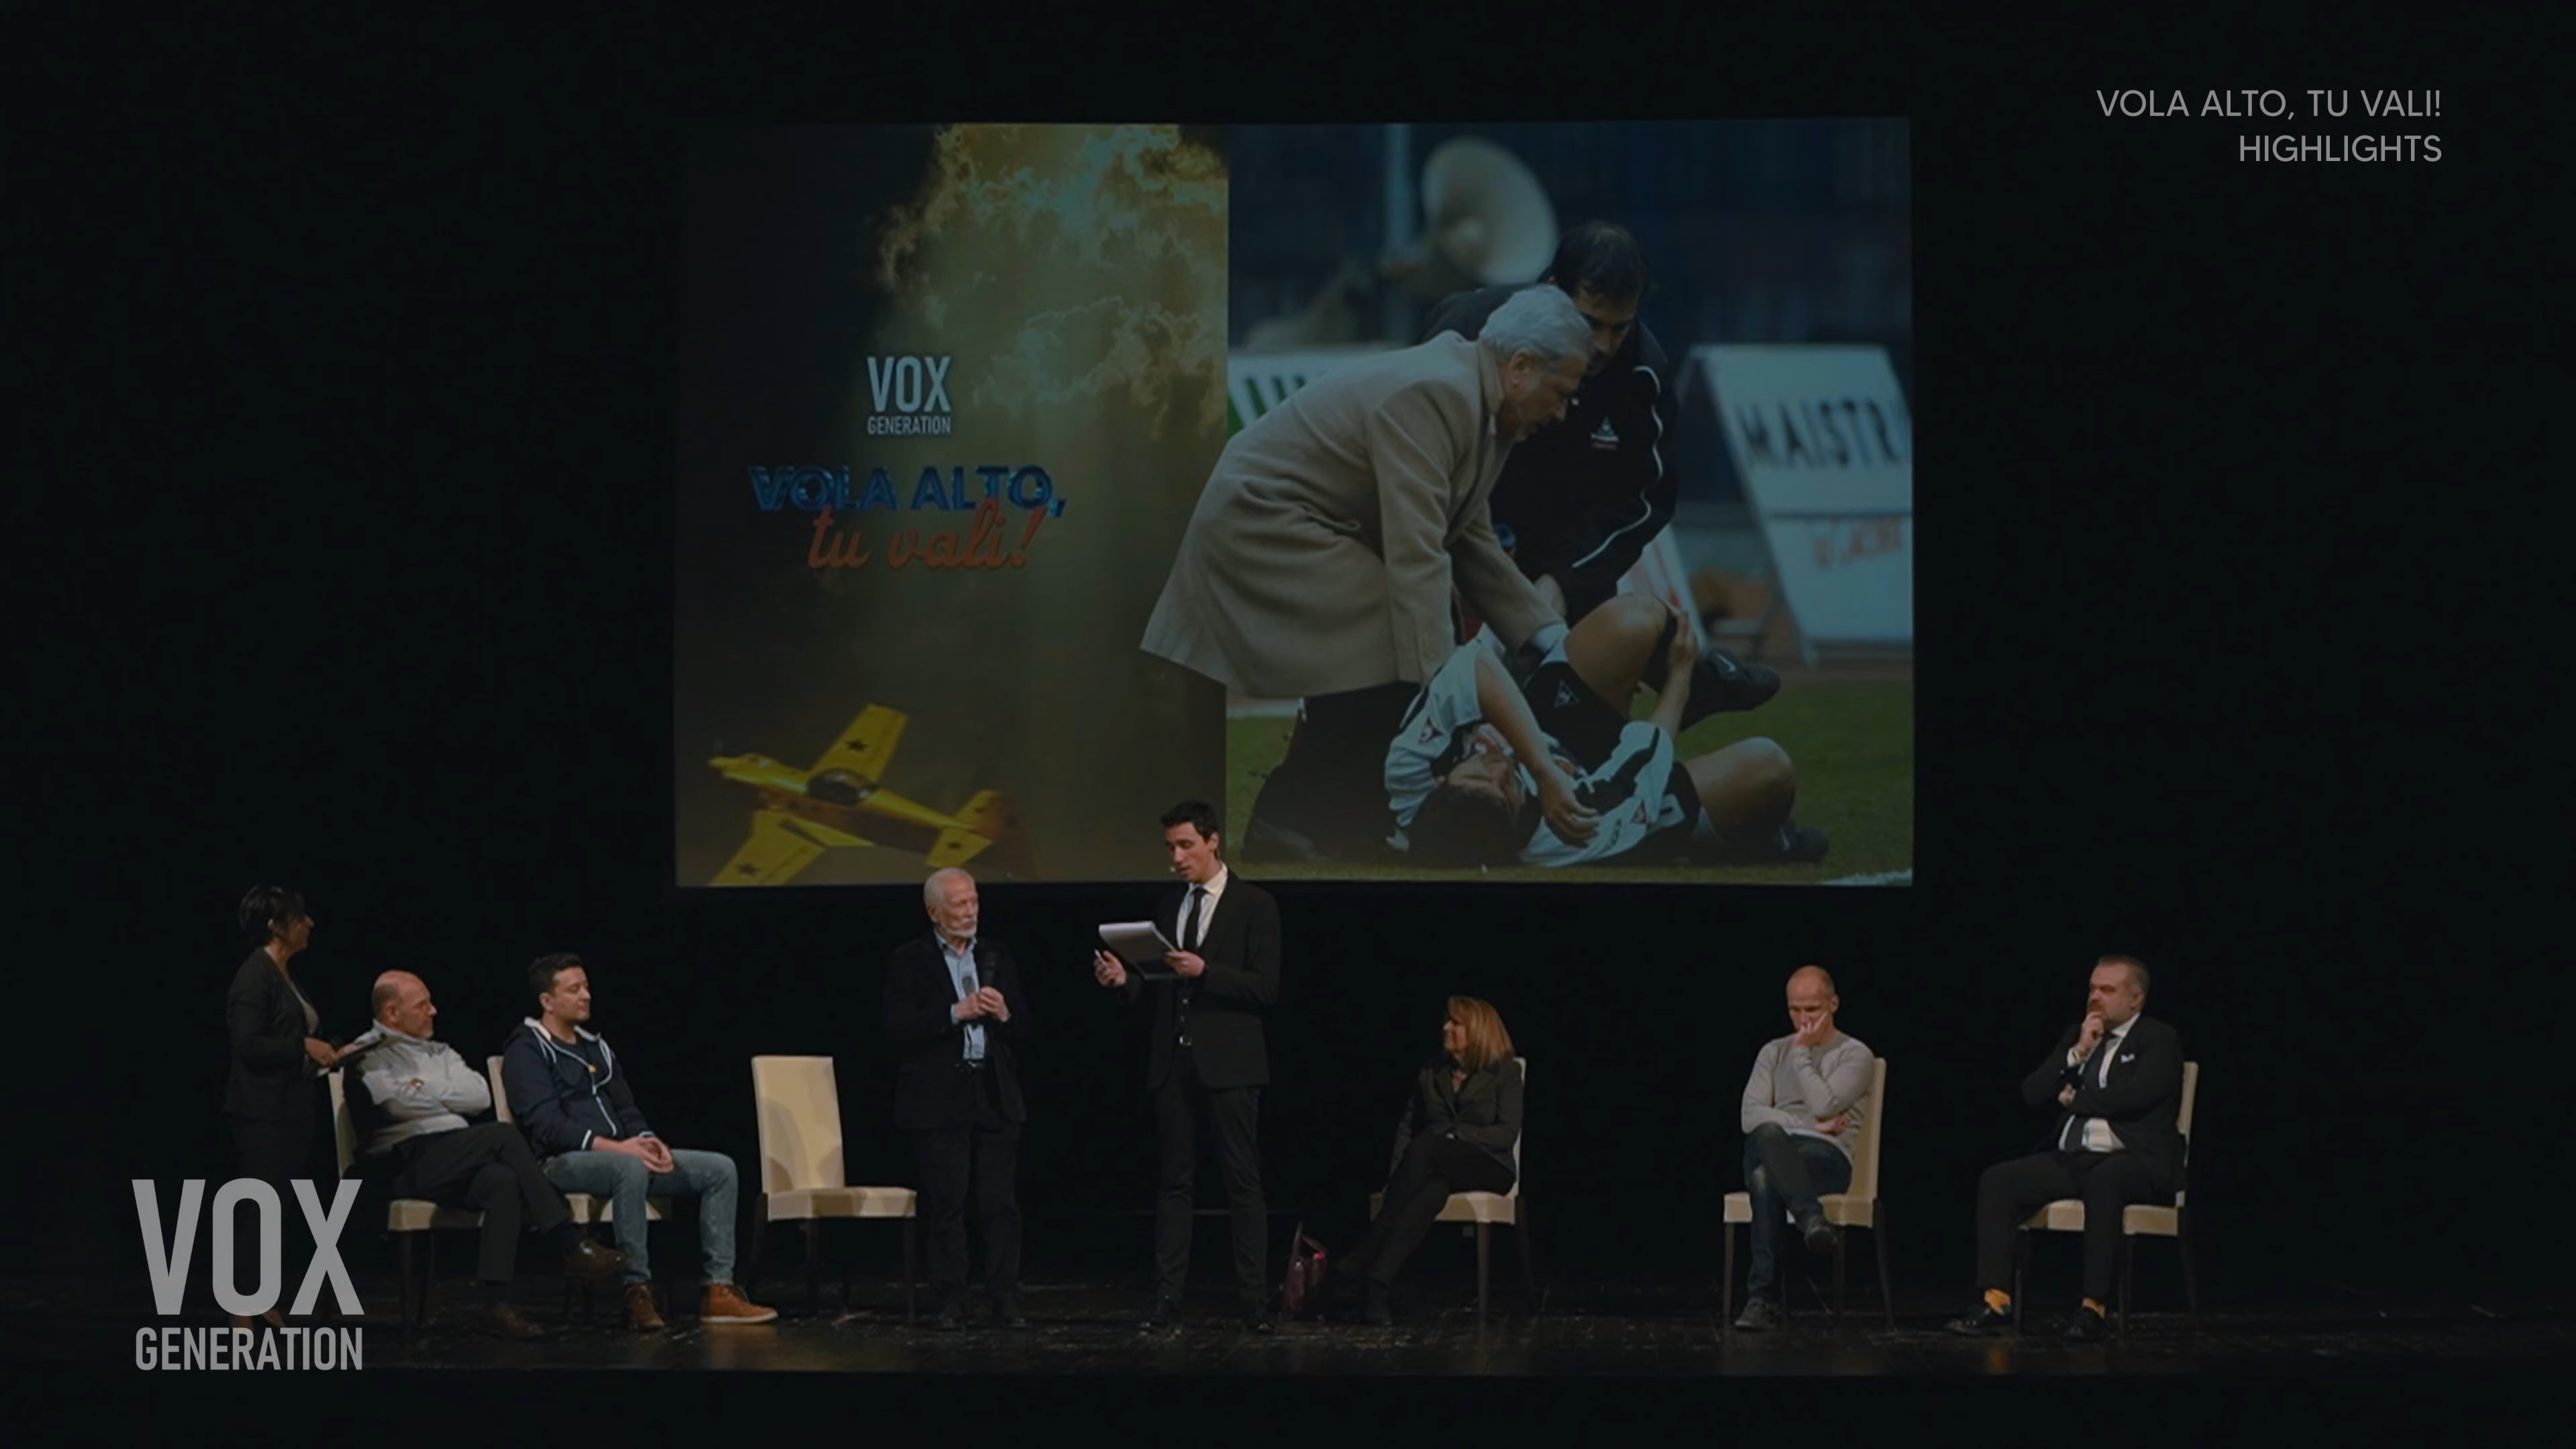 VOLA ALTO, TU VALI!
HIGHLIGHTS
VOX
GENERATION
VOLA ALTO,
tu vali!
VOX
GENERATION